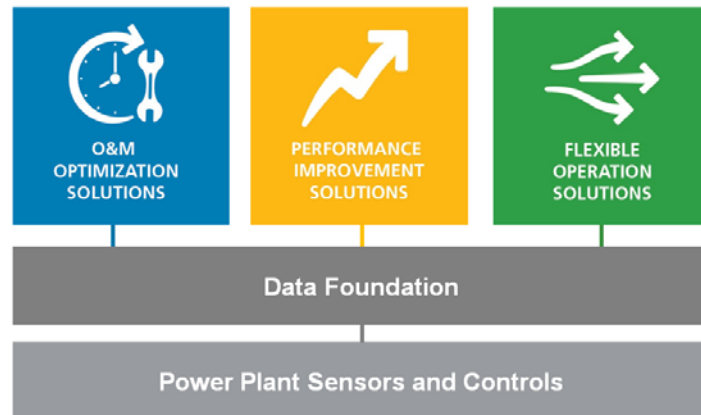 O&M
OPTIMIZATION
SOLUTIONS
PERFORMANCE
IMPROVEMENT
SOLUTIONS
FLEXIBLE
OPERATION
SOLUTIONS
Data Foundation
Power Plant Sensors and Controls